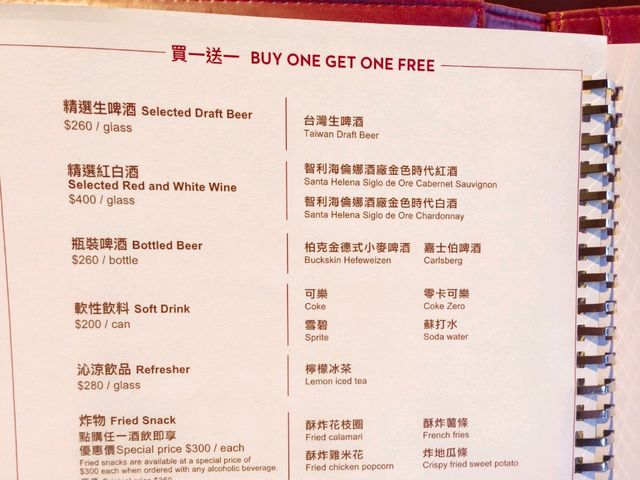 買一送一 BUY ONE GET ONE FREE
精選生啤酒 Selected Draft Beer
$260 / glass
台灣生啤酒
Taiwan Draft Beer
精選紅白酒
Selected Red and White Wine
$400 / glass
智利海倫娜酒廠金色時代紅酒
Santa Helena Siglo de Ore Cabernet Sauvignon
智利海倫娜酒廠金色時代白酒
Santa Helena Siglo de Ore Chardonnay
瓶裝啤酒 Bottled Beer
$260 / bottle
柏克金德式小麥啤酒 嘉士伯啤酒
Buckskin Hefeweizen Carlsberg
軟性飲料 Soft Drink
$200 / can
可樂 零卡可樂
Coke Coke Zero
雪碧 蘇打水
Sprite Soda water
沁涼飲品 Refresher
$280 / glass
檸檬冰茶
Lemon iced tea
炸物 Fried Snack
點購任一酒飲即享
優惠價Special price $300 / each
Fried snacks are available at a special price of
$300 each when ordered with any alcoholic beverage.
酥炸花枝圈 酥炸薯條
Fried calamari French fries
酥炸雞米花 炸地瓜條
Fried chicken popcorn Crispy fried sweet potato